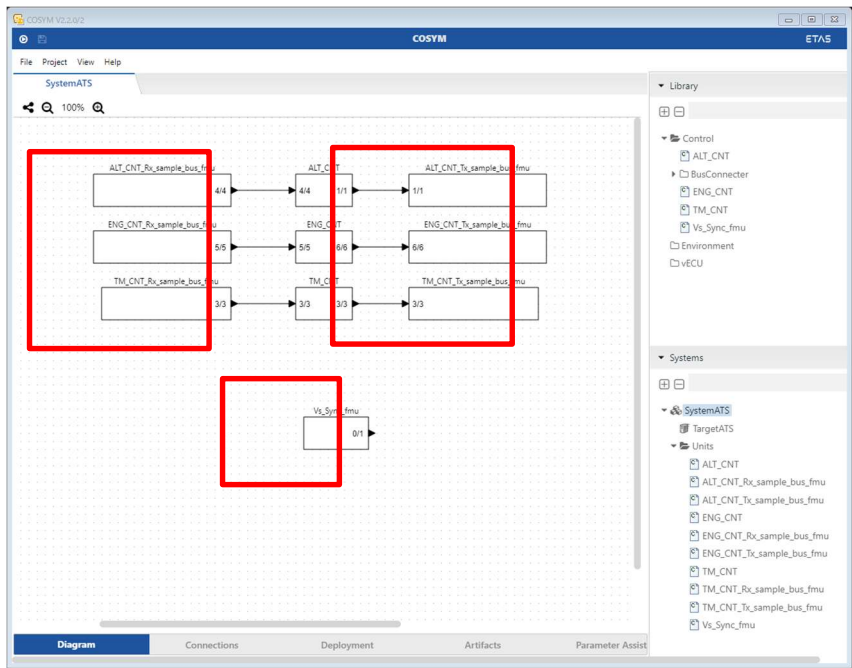 COSYM V2.2.0/2
COSYM
ETAS
File Project View Help
SystemATS
100%
ALT_CNT_Rx_sample_bus_fmu ALT_CNT ALT_CNT_Tx_sample_bus_fmu
4/4 4/4 1/1 1/1
ENG_CNT_Rx_sample_bus_fmu ENG_CNT ENG_CNT_Tx_sample_bus_fmu
5/5 5/5 6/6 6/6
TM_CNT_Rx_sample_bus_fmu TM_CNT TM_CNT_Tx_sample_bus_fmu
3/3 3/3 3/3 3/3
Vs_Sync_fmu
0/1
Diagram Connections Deployment Artifacts Parameter Assist
Library
Control
ALT_CNT
BusConnecter
ENG_CNT
TM_CNT
Vs_Sync_fmu
Environment
vECU
Systems
SystemATS
TargetATS
Units
ALT_CNT
ALT_CNT_Rx_sample_bus_fmu
ALT_CNT_Tx_sample_bus_fmu
ENG_CNT
ENG_CNT_Rx_sample_bus_fmu
ENG_CNT_Tx_sample_bus_fmu
TM_CNT
TM_CNT_Rx_sample_bus_fmu
TM_CNT_Tx_sample_bus_fmu
Vs_Sync_fmu